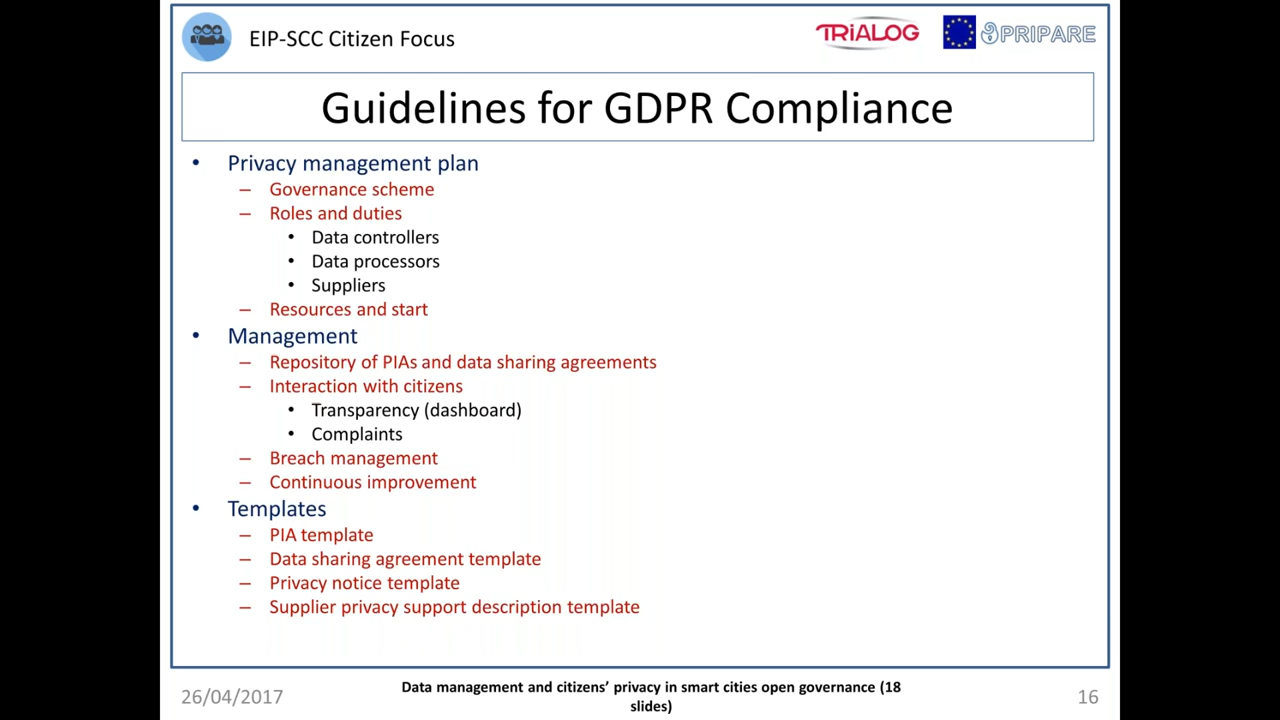 EIP-SCC Citizen Focus
TRiALOG
PRIPARE
Guidelines for GDPR Compliance
• Privacy management plan
– Governance scheme
– Roles and duties
• Data controllers
• Data processors
• Suppliers
– Resources and start
• Management
– Repository of PIAs and data sharing agreements
– Interaction with citizens
• Transparency (dashboard)
• Complaints
– Breach management
– Continuous improvement
• Templates
– PIA template
– Data sharing agreement template
– Privacy notice template
– Supplier privacy support description template
26/04/2017
Data management and citizens’ privacy in smart cities open governance (18
slides)
16